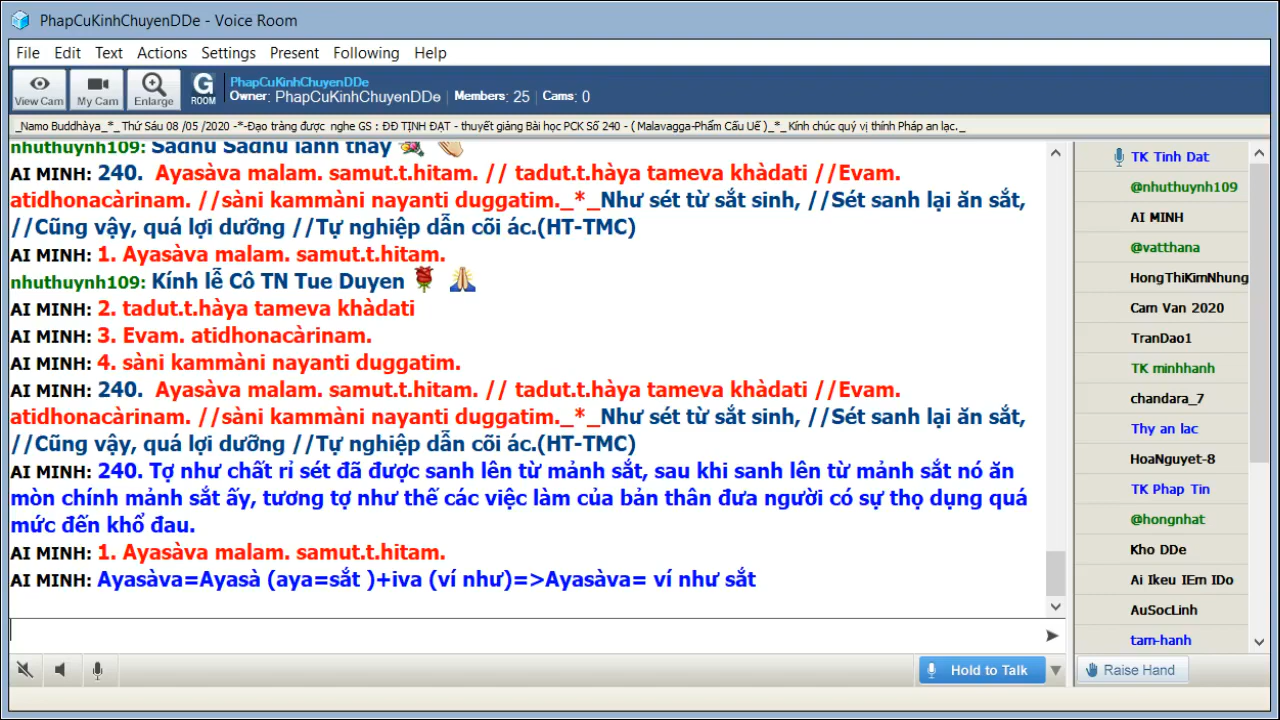 PhapCuKinhChuyenDDe - Voice Room
File Edit Text Actions Settings Present Following Help
View Cam My Cam Enlarge G ROOM
PhapCuKinhChuyenDDe
Owner: PhapCuKinhChuyenDDe Members: 25 Cams: 0
_Namo Buddhàya_*_ Thứ Sáu 08 /05 /2020 -*-Đạo tràng được nghe GS : ĐĐ TỊNH ĐẠT - thuyết giảng Bài học PCK Số 240 - ( Malavagga-Phẩm Cấu Uế )_*_ Kính chúc quý vị thính Pháp an lạc._
nhuthuynh109: Sadhu Sadhu lành thay
AI MINH: 240. Ayasàva malam. samut.t.hitam. // tadut.t.hàya tameva khàdati //Evam.
atidhonacàrinam. //sàni kammàni nayanti duggatim._*_Như sét từ sắt sinh, //Sét sanh lại ăn sắt,
//Cũng vậy, quá lợi dưỡng //Tự nghiệp dẫn cõi ác.(HT-TMC)
AI MINH: 1. Ayasàva malam. samut.t.hitam.
nhuthuynh109: Kính lễ Cô TN Tue Duyen
AI MINH: 2. tadut.t.hàya tameva khàdati
AI MINH: 3. Evam. atidhonacàrinam.
AI MINH: 4. sàni kammàni nayanti duggatim.
AI MINH: 240. Ayasàva malam. samut.t.hitam. // tadut.t.hàya tameva khàdati //Evam.
atidhonacàrinam. //sàni kammàni nayanti duggatim._*_Như sét từ sắt sinh, //Sét sanh lại ăn sắt,
//Cũng vậy, quá lợi dưỡng //Tự nghiệp dẫn cõi ác.(HT-TMC)
AI MINH: 240. Tợ như chất rỉ sét đã được sanh lên từ mảnh sắt, sau khi sanh lên từ mảnh sắt nó ăn
mòn chính mảnh sắt ấy, tương tợ như thế các việc làm của bản thân đưa người có sự thọ dụng quá
mức đến khổ đau.
AI MINH: 1. Ayasàva malam. samut.t.hitam.
AI MINH: Ayasàva=Ayasà (aya=sắt )+iva (ví như)=>Ayasàva= ví như sắt
Hold to Talk
TK Tinh Dat
@nhuthuynh109
AI MINH
@vatthana
HongThiKimNhung
Cam Van 2020
TranDao1
TK minhhanh
chandara_7
Thy an lac
HoaNguyet-8
TK Phap Tin
@hongnhat
Kho DDe
Ai lkeu IEm IDo
AuSocLinh
tam-hanh
Raise Hand